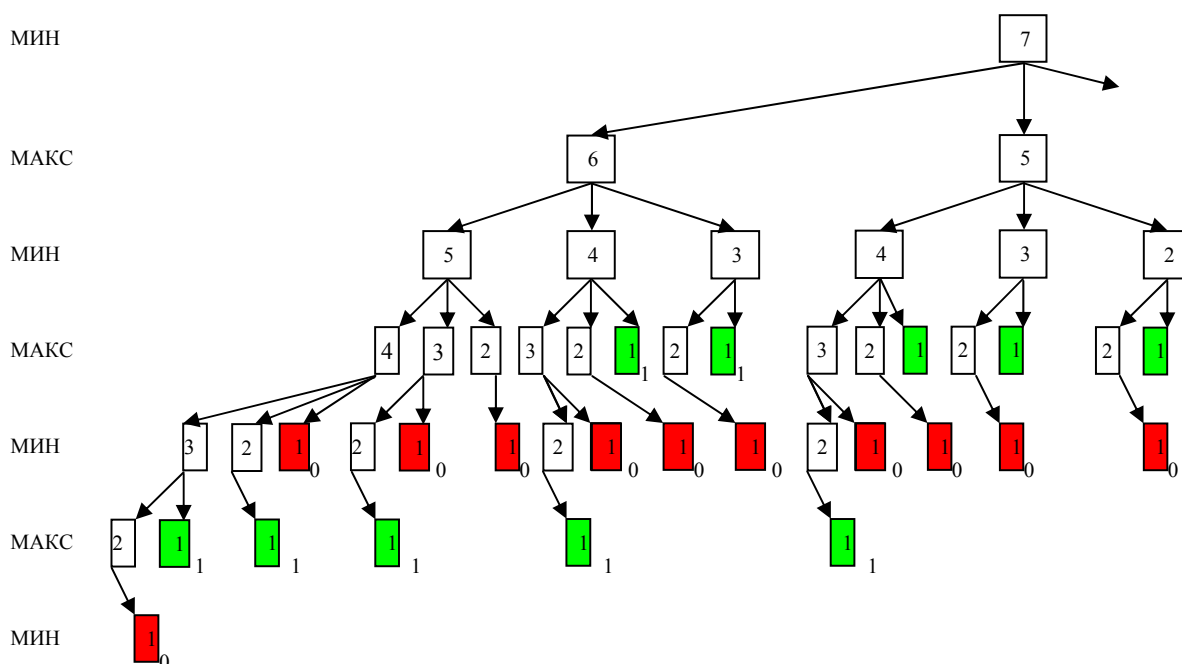 МИН 7
МАКС 6 5
МИН 5 4 3 4 3 2
МАКС 4 3 2 3 2 1 1 2 1 1 3 2 1 2 1 2 1
МИН 3 2 1 0 2 1 0 1 0 2 1 0 1 0 1 0 2 1 0 1 0 1 0 1 0
МАКС 2 1 1 1 1 1 1 1 1 1 1
МИН 1 0